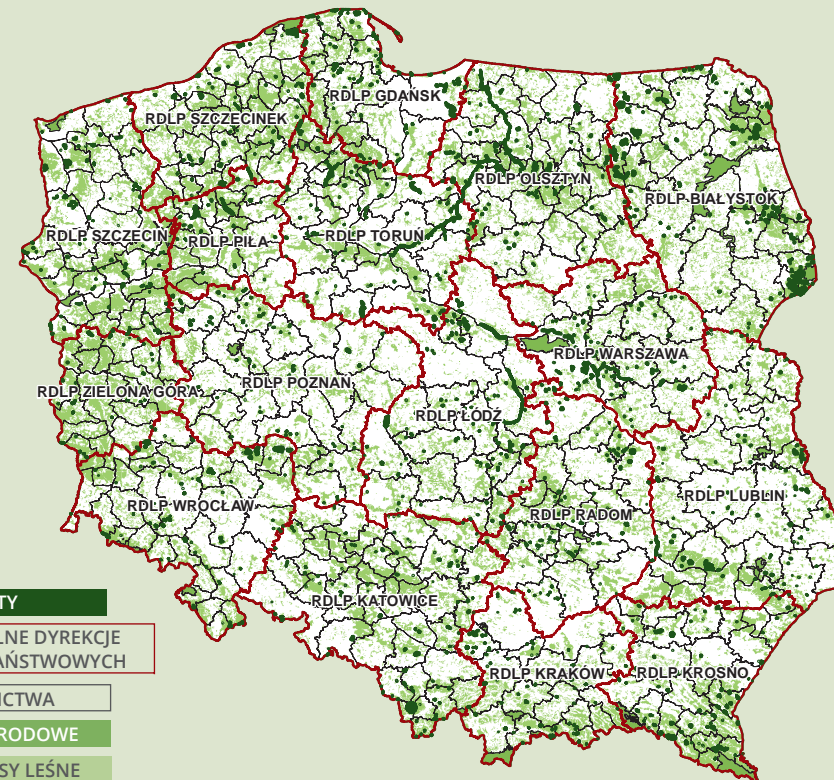 RDLP GDAŃSK
RDLP SZCZECINEK
RDLP OLSZTYN
RDLP BIAŁYSTOK
RDLP SZCZECIN
RDLP PIŁA
RDLP TORUŃ
RDLP WARSZAWA
RDLP ZIELONA GÓRA
RDLP POZNAŃ
RDLP ŁÓDŹ
RDLP WROCŁAW
RDLP RADOM
RDLP LUBLIN
RDLP KATOWICE
RDLP KRAKÓW
RDLP KROSNO
TY
LNE DYREKCJE
AŃSTWOWYCH
ICTWA
RODOWE
SY LEŚNE